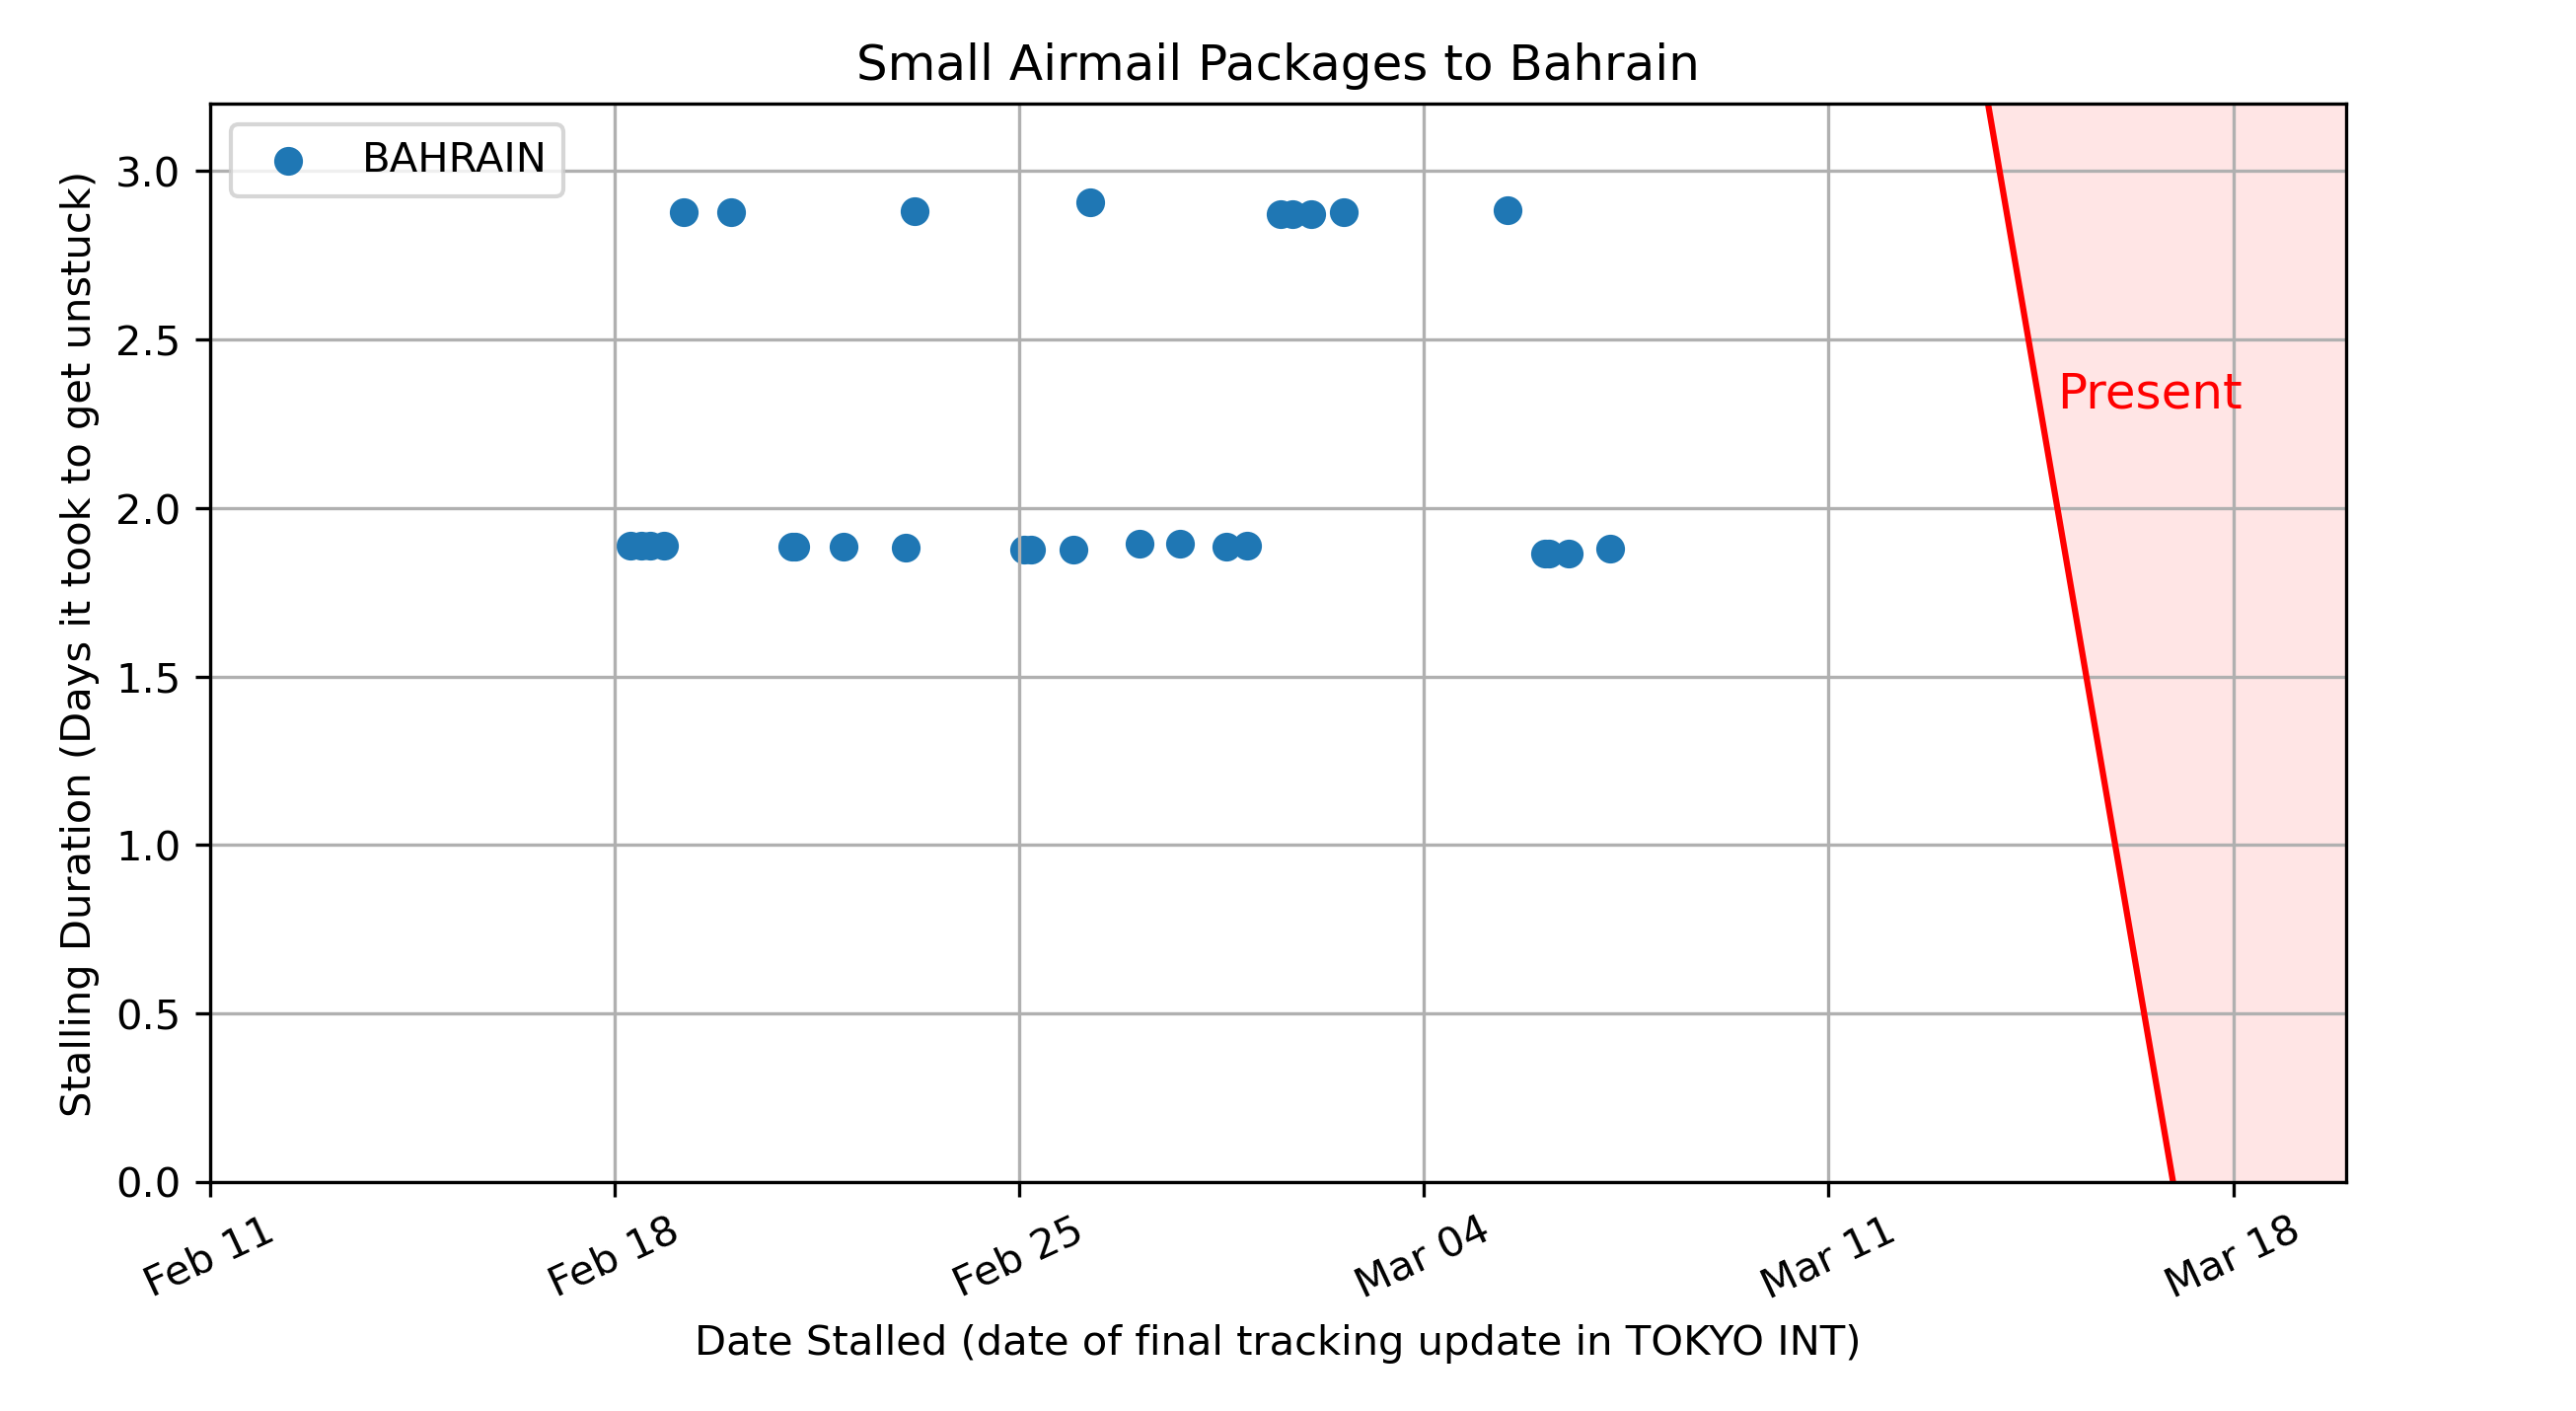 Small Airmail Packages to Bahrain
BAHRAIN
Stalling Duration (Days it took to get unstuck)
3.0
2.5
2.0
1.5
1.0
0.5
0.0
Present
Feb 11
Feb 18
Feb 25
Mar 04
Mar 11
Mar 18
Date Stalled (date of final tracking update in TOKYO INT)